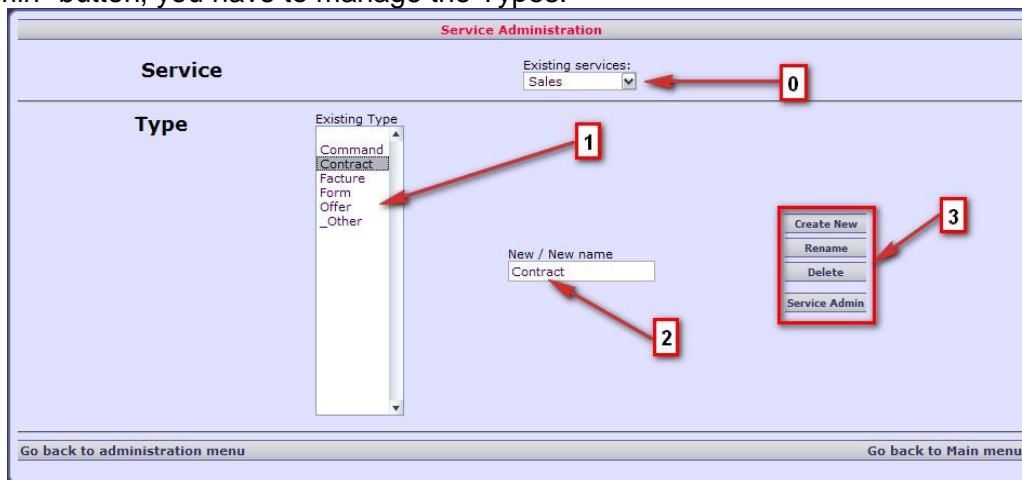 button, you have to manage the Types.
Service Administration
Service
Existing services:
Sales
0
Type
Existing Type
1
Command
Contract
Facture
Form
Offer
_Other
Create New
3
Rename
New / New name
Contract
Delete
Service Admin
2
Go back to administration menu
Go back to Main menu